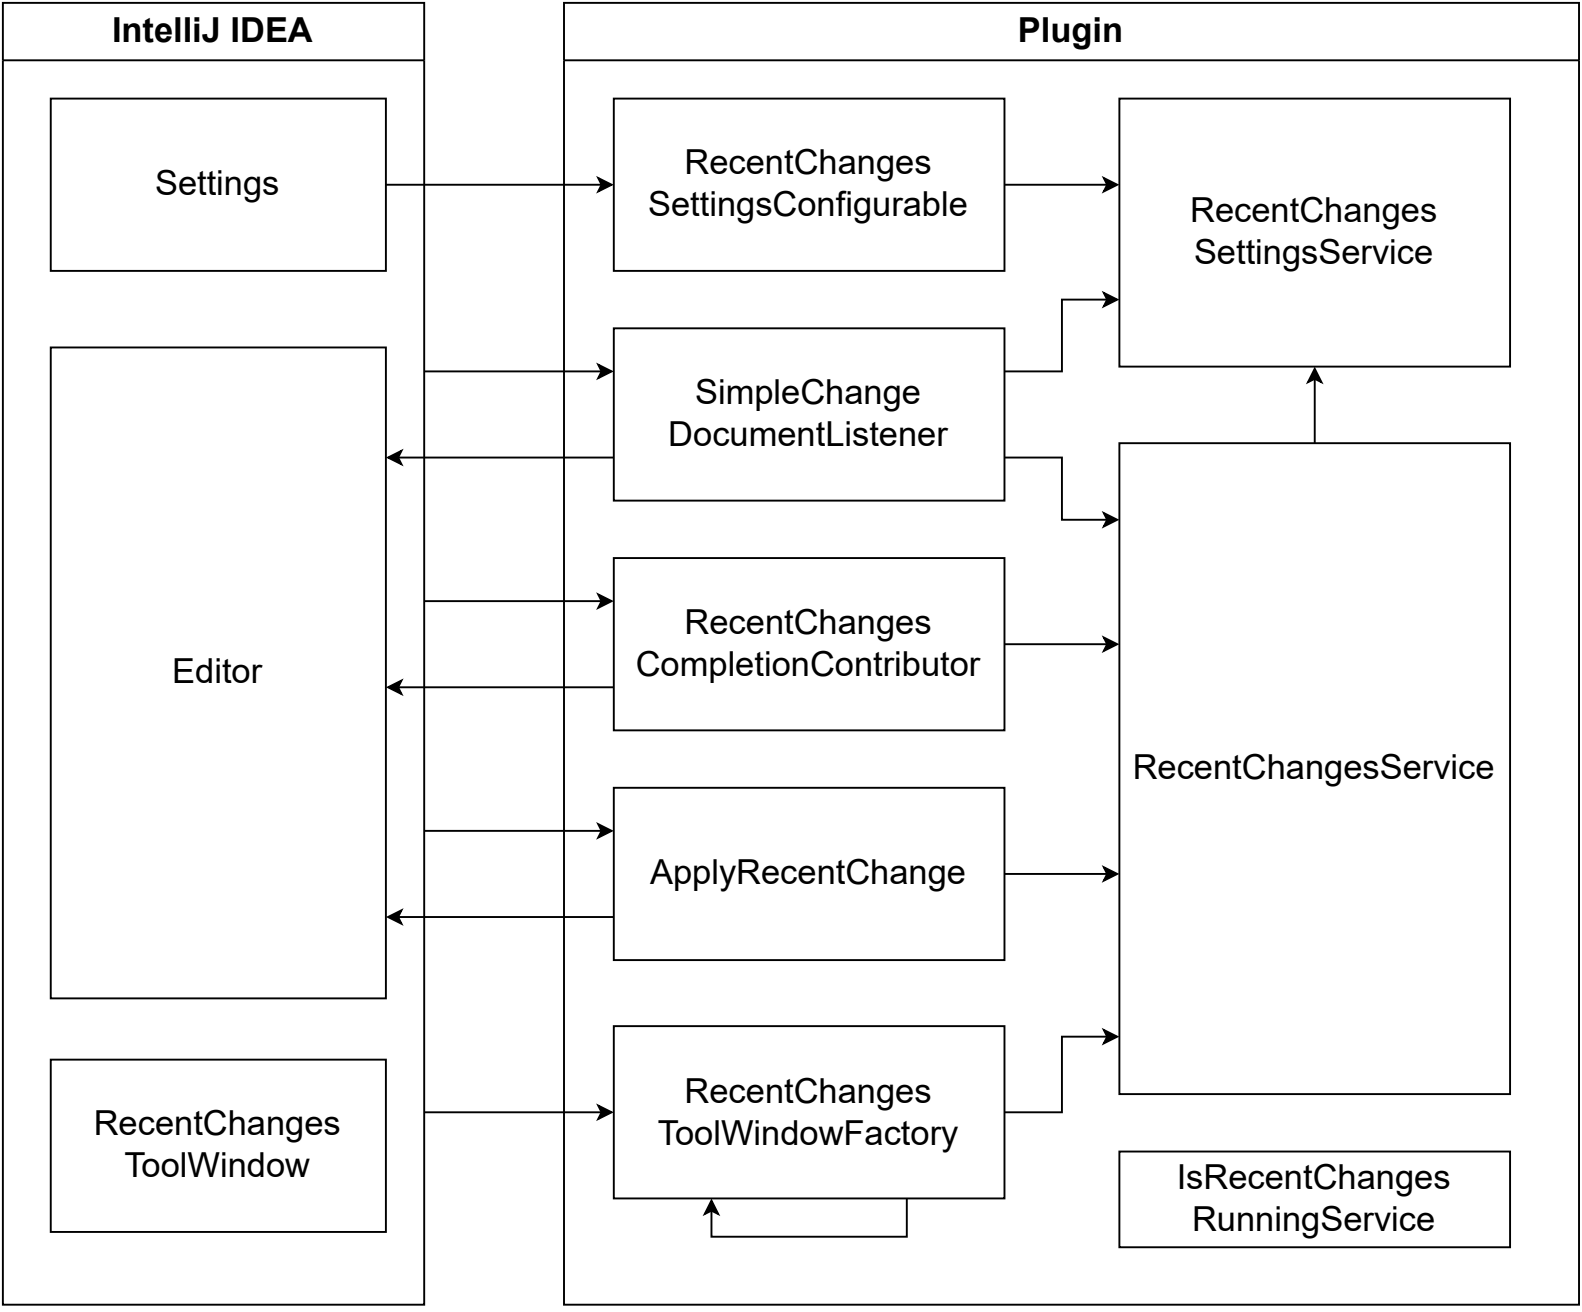 IntelliJ IDEA
Plugin
Settings
RecentChanges
SettingsConfigurable
RecentChanges
SettingsService
SimpleChange
DocumentListener
Editor
RecentChanges
CompletionContributor
RecentChangesService
ApplyRecentChange
RecentChanges
ToolWindow
RecentChanges
ToolWindowFactory
IsRecentChanges
RunningService